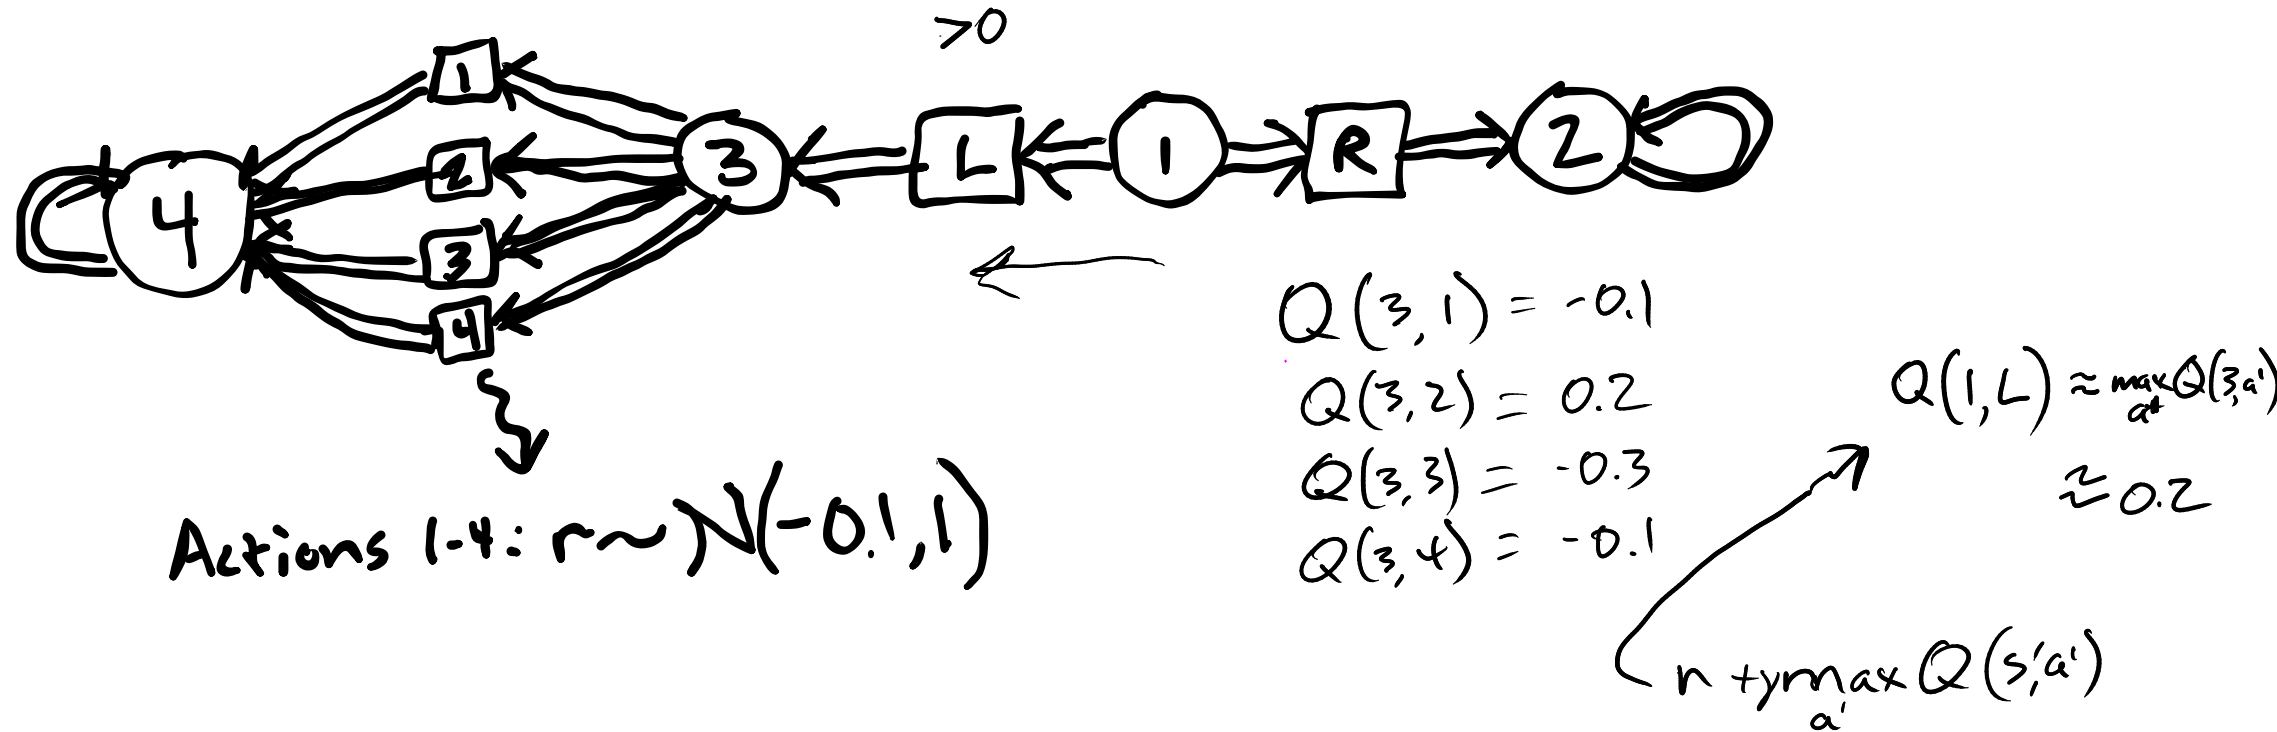 >0
1
2
3
4
4
3
L
1
R
2
Q(3,1) = -0.1
Q(3,2) = 0.2
Q(3,3) = -0.3
Q(3,4) = -0.1
Q(1,L) ≈ max Q(3,a')
a'
≈ 0.2
Actions 1-4: r~N(-0.1,1)
r + γ max Q(s',a')
a'